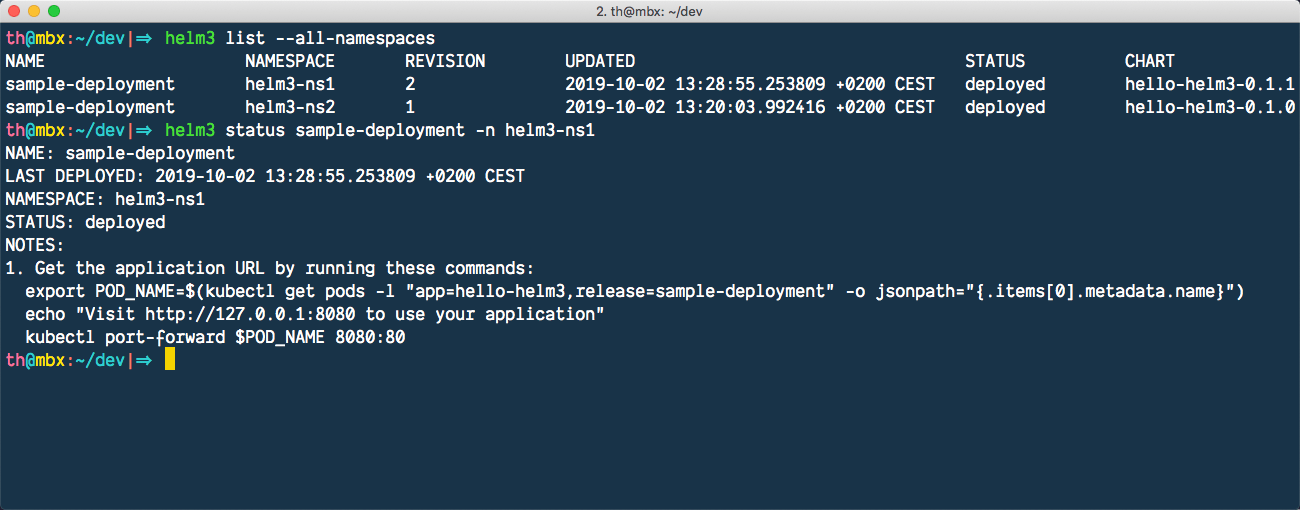 2. th@mbx: ~/dev
th@mbx:~/dev|⇒ helm3 list --all-namespaces
NAME NAMESPACE REVISION UPDATED STATUS CHART
sample-deployment helm3-ns1 2 2019-10-02 13:28:55.253809 +0200 CEST deployed hello-helm3-0.1.1
sample-deployment helm3-ns2 1 2019-10-02 13:20:03.992416 +0200 CEST deployed hello-helm3-0.1.0
th@mbx:~/dev|⇒ helm3 status sample-deployment -n helm3-ns1
NAME: sample-deployment
LAST DEPLOYED: 2019-10-02 13:28:55.253809 +0200 CEST
NAMESPACE: helm3-ns1
STATUS: deployed
NOTES:
1. Get the application URL by running these commands:
  export POD_NAME=$(kubectl get pods -l "app=hello-helm3,release=sample-deployment" -o jsonpath="{.items[0].metadata.name}")
  echo "Visit http://127.0.0.1:8080 to use your application"
  kubectl port-forward $POD_NAME 8080:80
th@mbx:~/dev|⇒